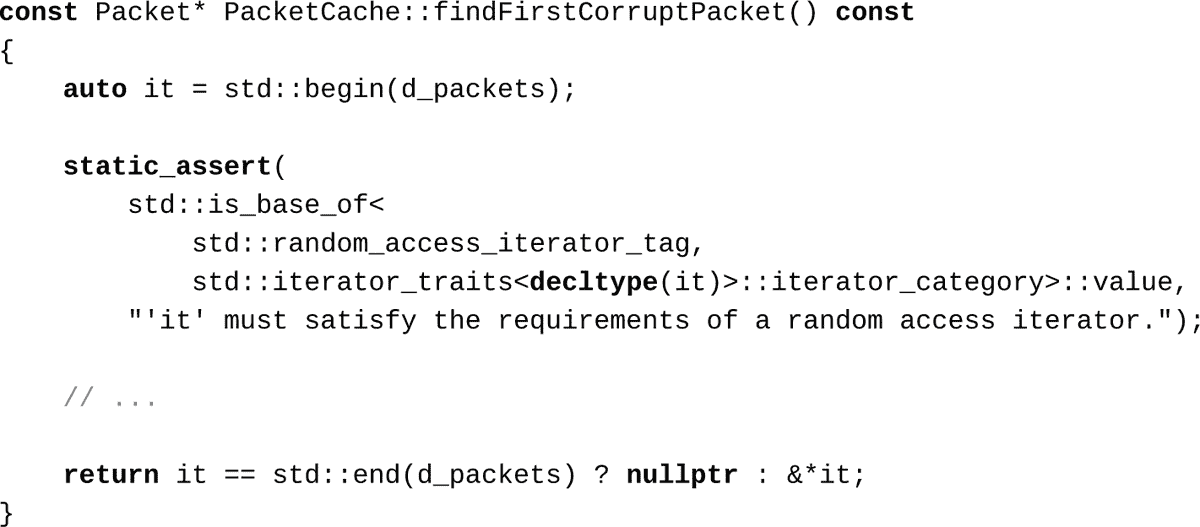 const Packet* PacketCache::findFirstCorruptPacket() const
{
    auto it = std::begin(d_packets);

    static_assert(
        std::is_base_of<
            std::random_access_iterator_tag,
            std::iterator_traits<decltype(it)>::iterator_category>::value,
        "'it' must satisfy the requirements of a random access iterator.");

    // ...

    return it == std::end(d_packets) ? nullptr : &*it;
}